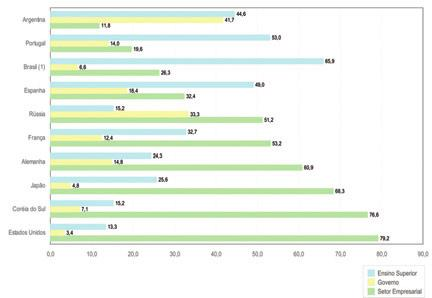 Argentina 44,6
41,7
11,8
Portugal 53,0
14,0
19,6
Brasil (1) 65,9
6,6
26,3
Espanha 49,0
18,4
32,4
Rússia 15,2
33,3
51,2
França 32,7
12,4
53,2
Alemanha 24,3
14,8
60,9
Japão 25,6
4,8
68,3
Coréia do Sul 15,2
7,1
76,6
Estados Unidos 13,3
3,4
79,2
0,0 10,0 20,0 30,0 40,0 50,0 60,0 70,0 80,0 90,0
Ensino Superior
Governo
Setor Empresarial